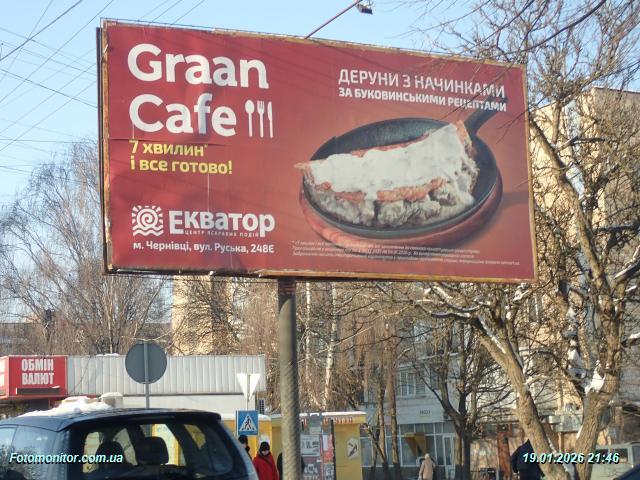 Graan
Cafe
7 ХВИЛИН*
І ВСЕ ГОТОВО!
ДЕРУНИ З НАЧИНКАМИ
ЗА БУКОВИНСЬКИМИ РЕЦЕПТАМИ
ЕКВАТОР
ЦЕНТР ЯСКРАВИХ ПОДІЙ
м. Чернівці, вул. Руська, 248Є
ОБМІН
ВАЛЮТ
Fotomonitor.com.ua
19.01.2026 21:46